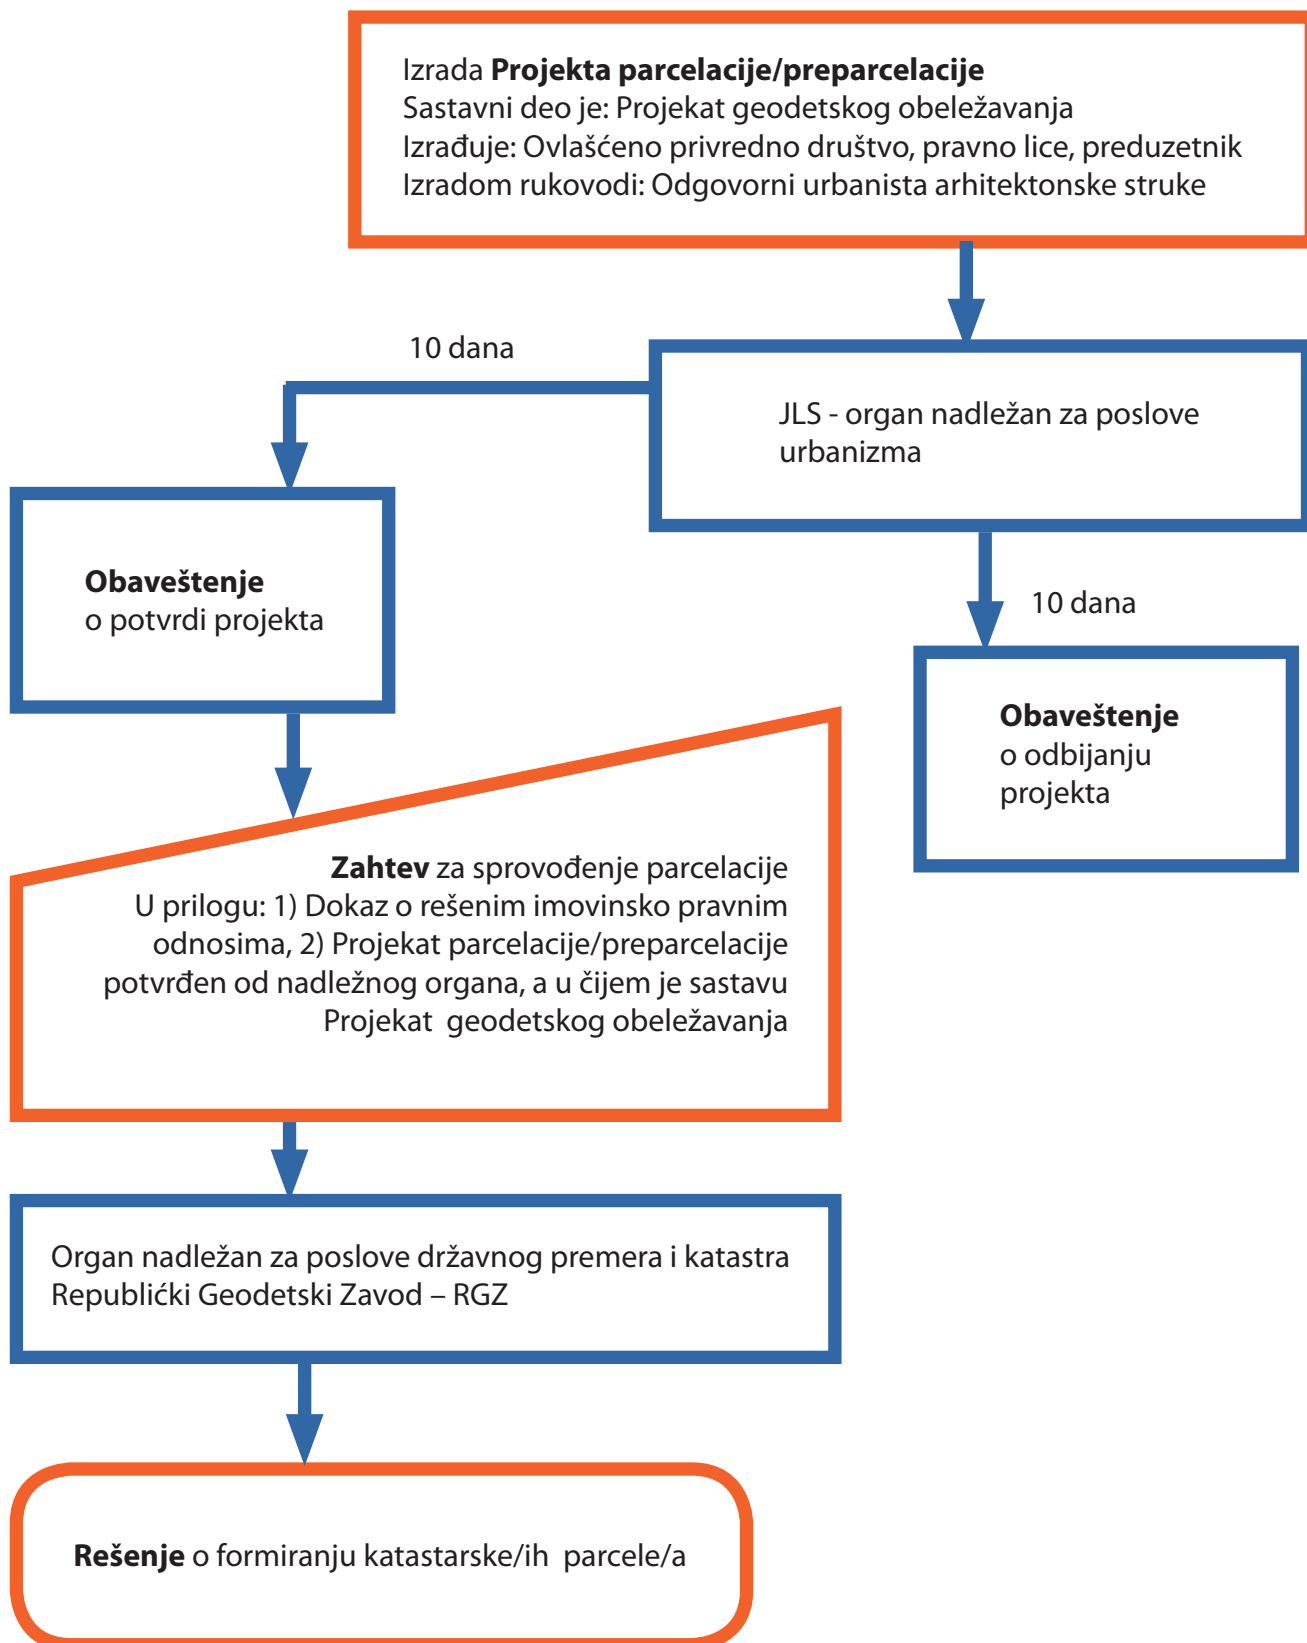 Izrada Projekta parcelacije/preparcelacije
Sastavni deo je: Projekat geodetskog obeležavanja
Izrađuje: Ovlašćeno privredno društvo, pravno lice, preduzetnik
Izradom rukovodi: Odgovorni urbanista arhitektonske struke
10 dana
JLS - organ nadležan za poslove
urbanizma
Obaveštenje
o potvrdi projekta
10 dana
Obaveštenje
o odbijanju
projekta
Zahtev za sprovođenje parcelacije
U prilogu: 1) Dokaz o rešenim imovinsko pravnim
odnosima, 2) Projekat parcelacije/preparcelacije
potvrđen od nadležnog organa, a u čijem je sastavu
Projekat geodetskog obeležavanja
Organ nadležan za poslove državnog premera i katastra
Republićki Geodetski Zavod – RGZ
Rešenje o formiranju katastarske/ih parcele/a